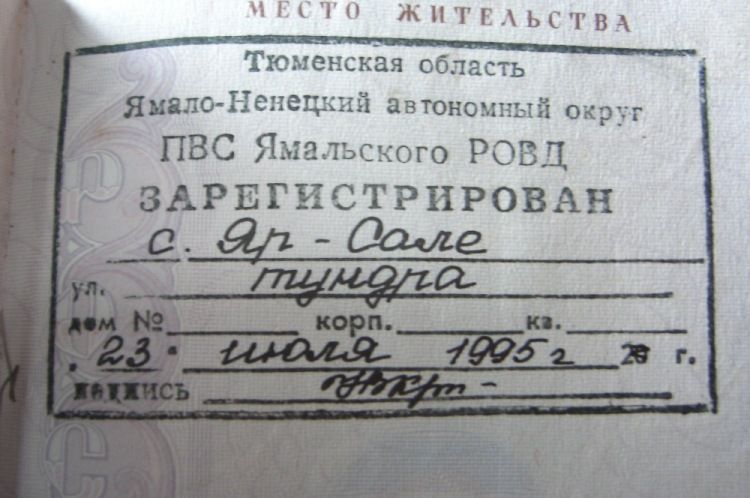 МЕСТО ЖИТЕЛЬСТВА
Тюменская область
Ямало-Ненецкий автономный округ
ПВС Ямальского РОВД
ЗАРЕГИСТРИРОВАН
с. Яр - Сале
ул. тундра
дом № корп. кв.
"23" июля 1995 г г.
подпись